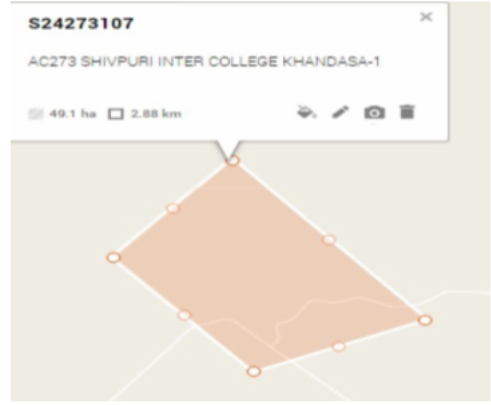 S24273107
AC273 SHIVPURI INTER COLLEGE KHANDASA-1
49.1 ha 2.88 km